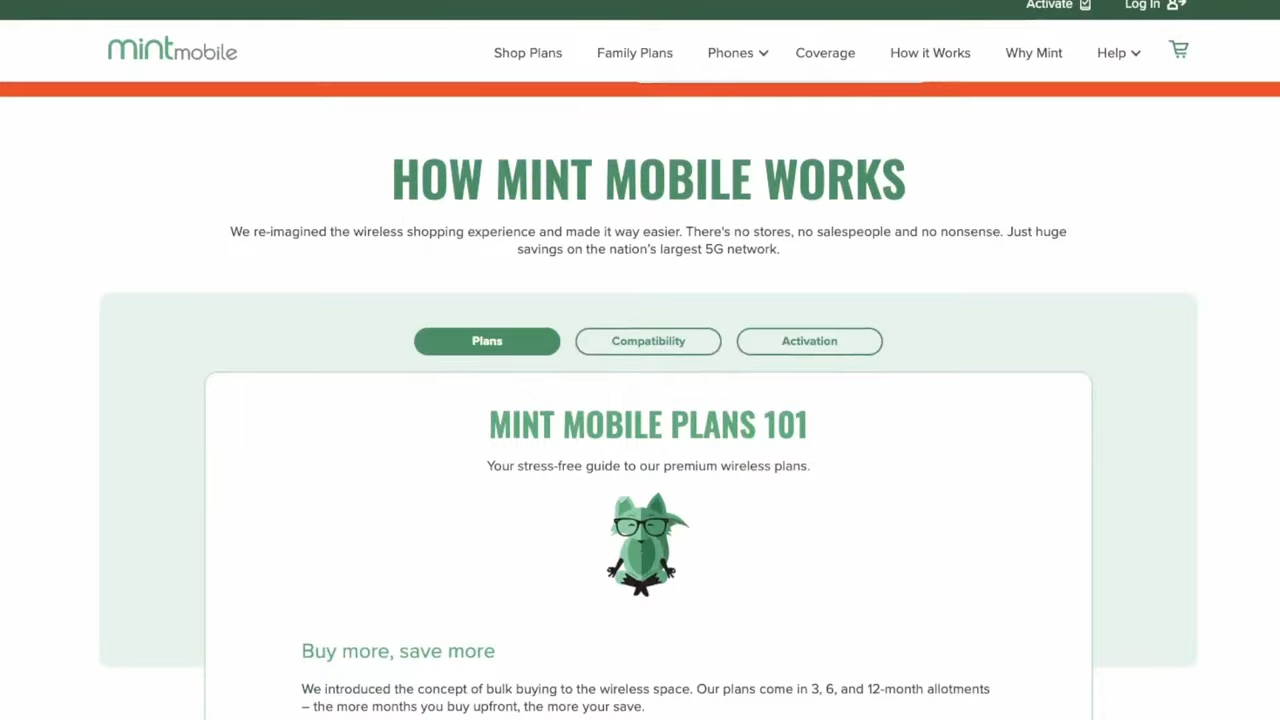 Activate
Log In
mintmobile
Shop Plans
Family Plans
Phones
Coverage
How it Works
Why Mint
Help
HOW MINT MOBILE WORKS
We re-imagined the wireless shopping experience and made it way easier. There's no stores, no salespeople and no nonsense. Just huge
savings on the nation's largest 5G network.
Plans
Compatibility
Activation
MINT MOBILE PLANS 101
Your stress-free guide to our premium wireless plans.
Buy more, save more
We introduced the concept of bulk buying to the wireless space. Our plans come in 3, 6, and 12-month allotments
– the more months you buy upfront, the more your save.